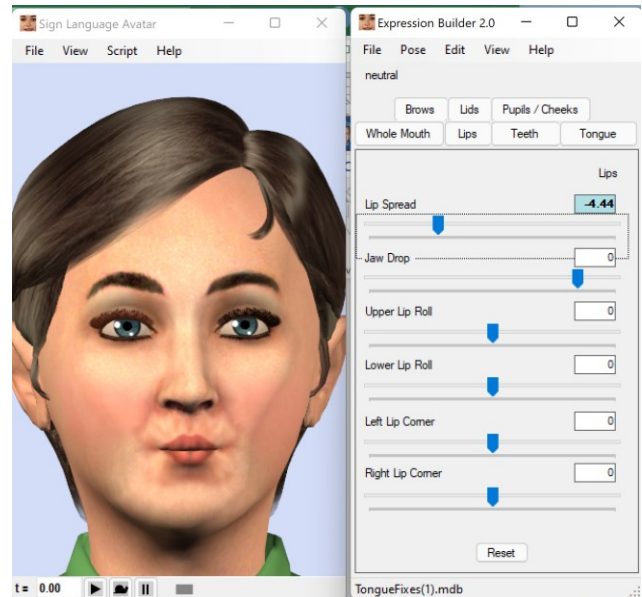 Sign Language Avatar
File View Script Help
t = 0.00
Expression Builder 2.0
File Pose Edit View Help
neutral
Brows Lids Pupils / Cheeks
Whole Mouth Lips Teeth Tongue
Lips
Lip Spread -4.44
Jaw Drop 0
Upper Lip Roll 0
Lower Lip Roll 0
Left Lip Corner 0
Right Lip Corner 0
Reset
TongueFixes(1).mdb